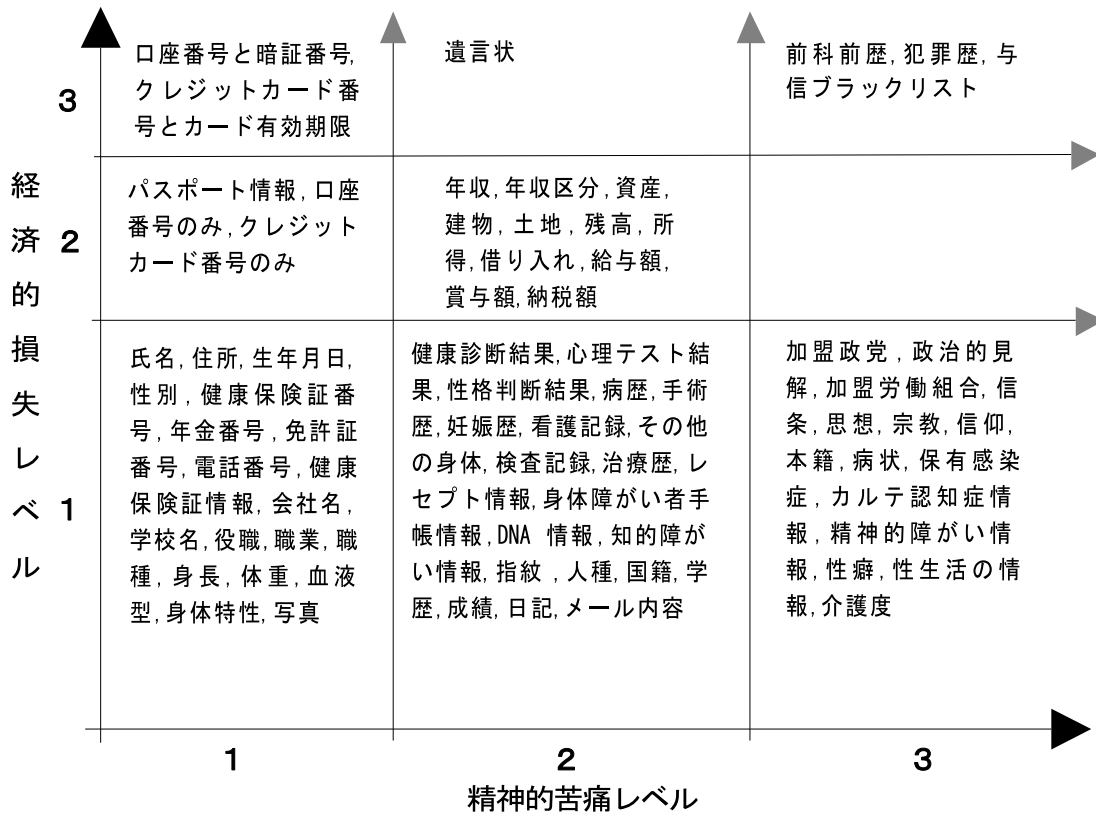 経済的損失レベル
3
口座番号と暗証番号,
クレジットカード番
号とカード有効期限
遺言状
前科前歴, 犯罪歴, 与
信ブラックリスト
2
パスポート情報, 口座
番号のみ, クレジット
カード番号のみ
年収, 年収区分, 資産,
建物, 土地, 残高, 所
得, 借り入れ, 給与額,
賞与額, 納税額
1
氏名, 住所, 生年月日,
性別, 健康保険証番
号, 年金番号, 免許証
番号, 電話番号, 健康
保険証情報, 会社名,
学校名, 役職, 職業, 職
種, 身長, 体重, 血液
型, 身体特性, 写真
健康診断結果, 心理テスト結
果, 性格判断結果, 病歴, 手術
歴, 妊娠歴, 看護記録, その他
の身体, 検査記録, 治療歴, レ
セプト情報, 身体障がい者手
帳情報, DNA 情報, 知的障が
い情報, 指紋, 人種, 国籍, 学
歴, 成績, 日記, メール内容
加盟政党, 政治的見
解, 加盟労働組合, 信
条, 思想, 宗教, 信仰,
本籍, 病状, 保有感染
症, カルテ認知症情
報, 精神的障がい情
報, 性癖, 性生活の情
報, 介護度
1
2
3
精神的苦痛レベル